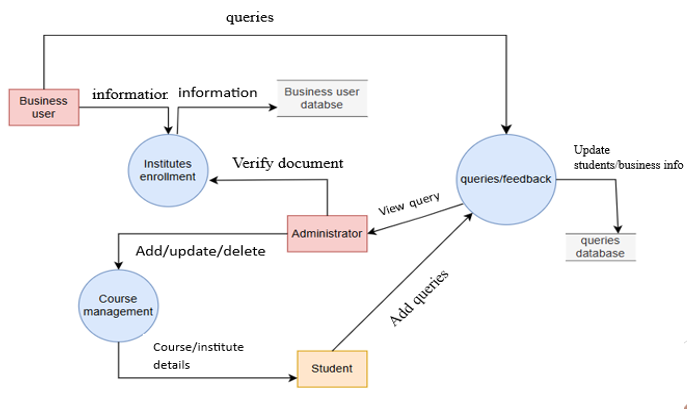 queries
Business
user
information
information
Business user
databse
Institutes
enrollment
Verify document
queries/feedback
Update
students/business info
View query
Administrator
queries
database
Add/update/delete
Course
management
Add queries
Course/institute
details
Student